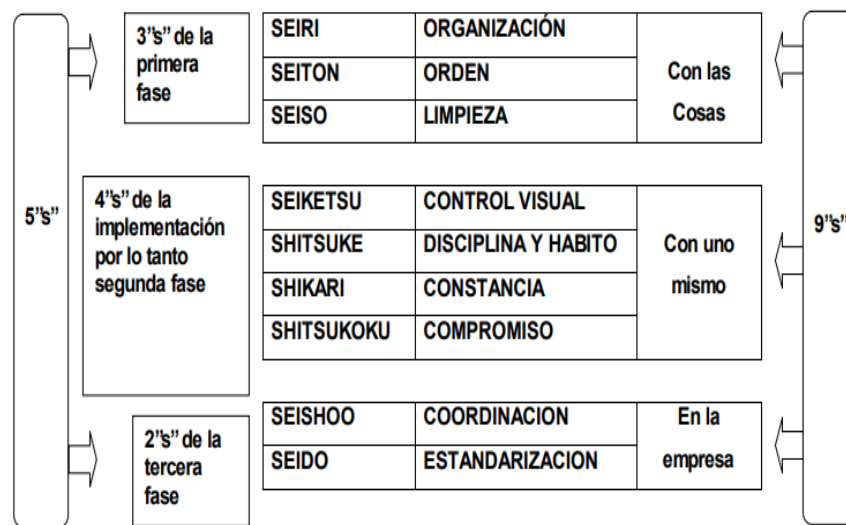 5"s"
3"s" de la
primera
fase
SEIRI ORGANIZACIÓN
SEITON ORDEN
SEISO LIMPIEZA
Con las
Cosas
4"s" de la
implementación
por lo tanto
segunda fase
SEIKETSU CONTROL VISUAL
SHITSUKE DISCIPLINA Y HABITO
SHIKARI CONSTANCIA
SHITSUKOKU COMPROMISO
Con uno
mismo
2"s" de la
tercera
fase
SEISHOO COORDINACION
SEIDO ESTANDARIZACION
En la
empresa
9"s"